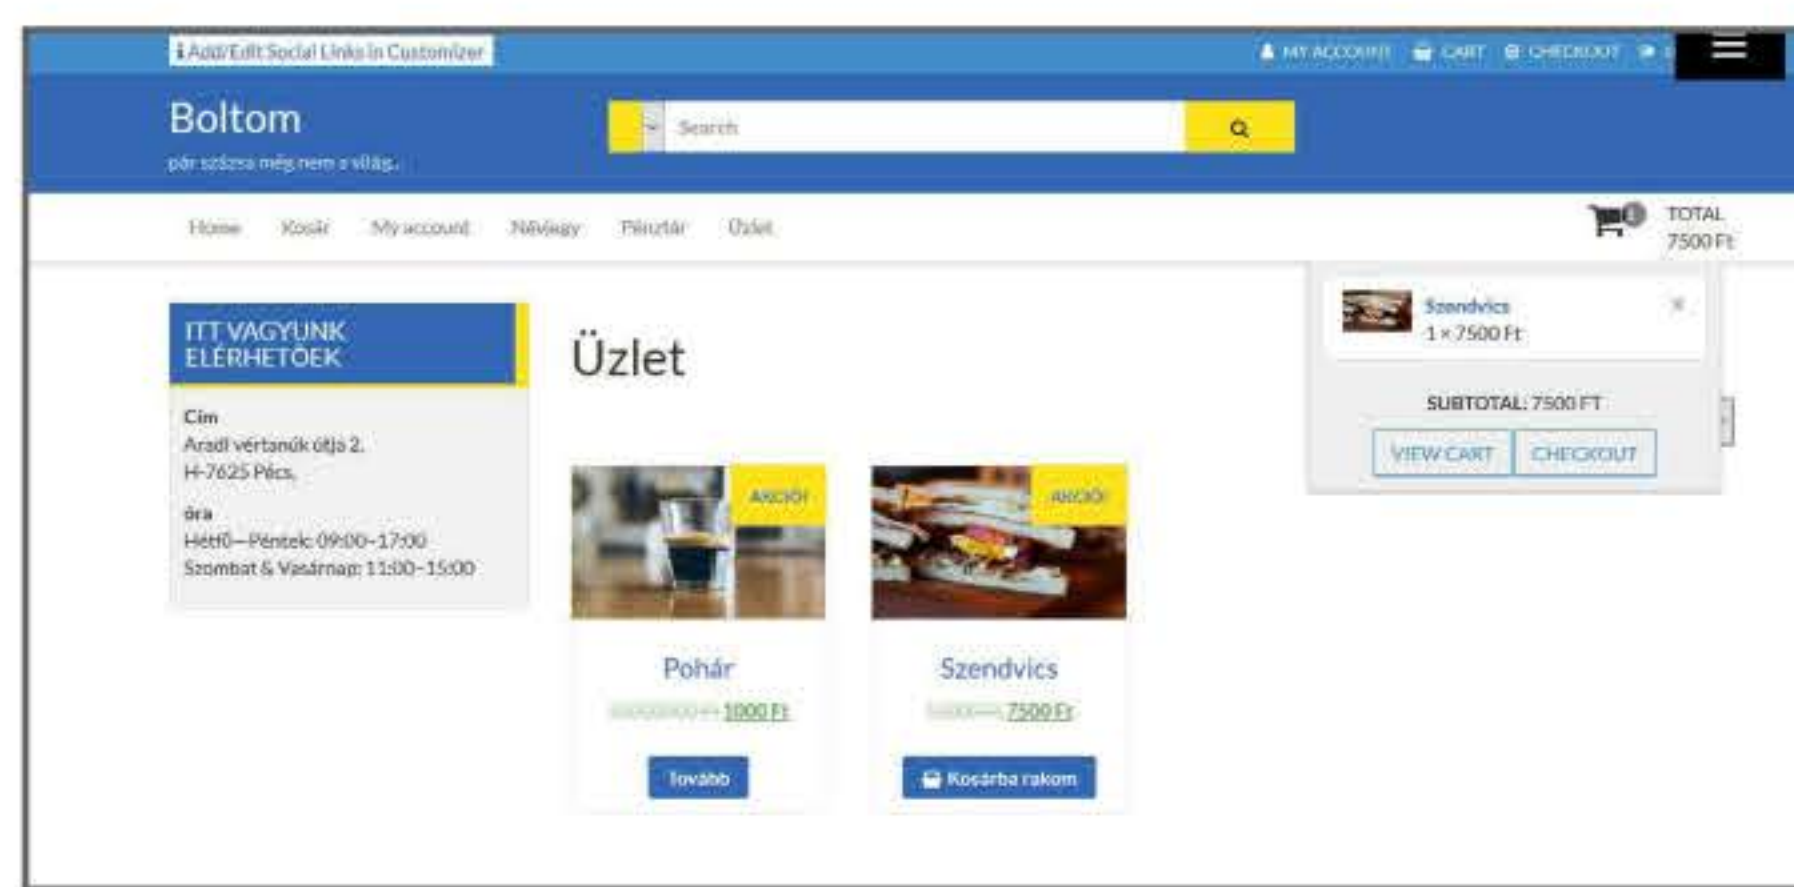 i Add/Edit Social Links in Customizer
MY ACCOUNT CART CHECKOUT
Boltom
Search
pár százsa még nem a világ..
Home Kosár My account Névjegy Pénztár Üzlet
TOTAL
7500 Ft
Szendvics ×
1 × 7500 Ft
SUBTOTAL: 7500 FT
VIEW CART CHECKOUT
ITT VAGYUNK
ELÉRHETŐEK
Cím
Aradi vértanúk útja 2.
H-7625 Pécs,
óra
Hétfő—Péntek: 09:00–17:00
Szombat & Vasárnap: 11:00–15:00
Üzlet
AKCIÓ!
AKCIÓ!
Pohár
1000 Ft
Tovább
Szendvics
7500 Ft
Kosárba rakom